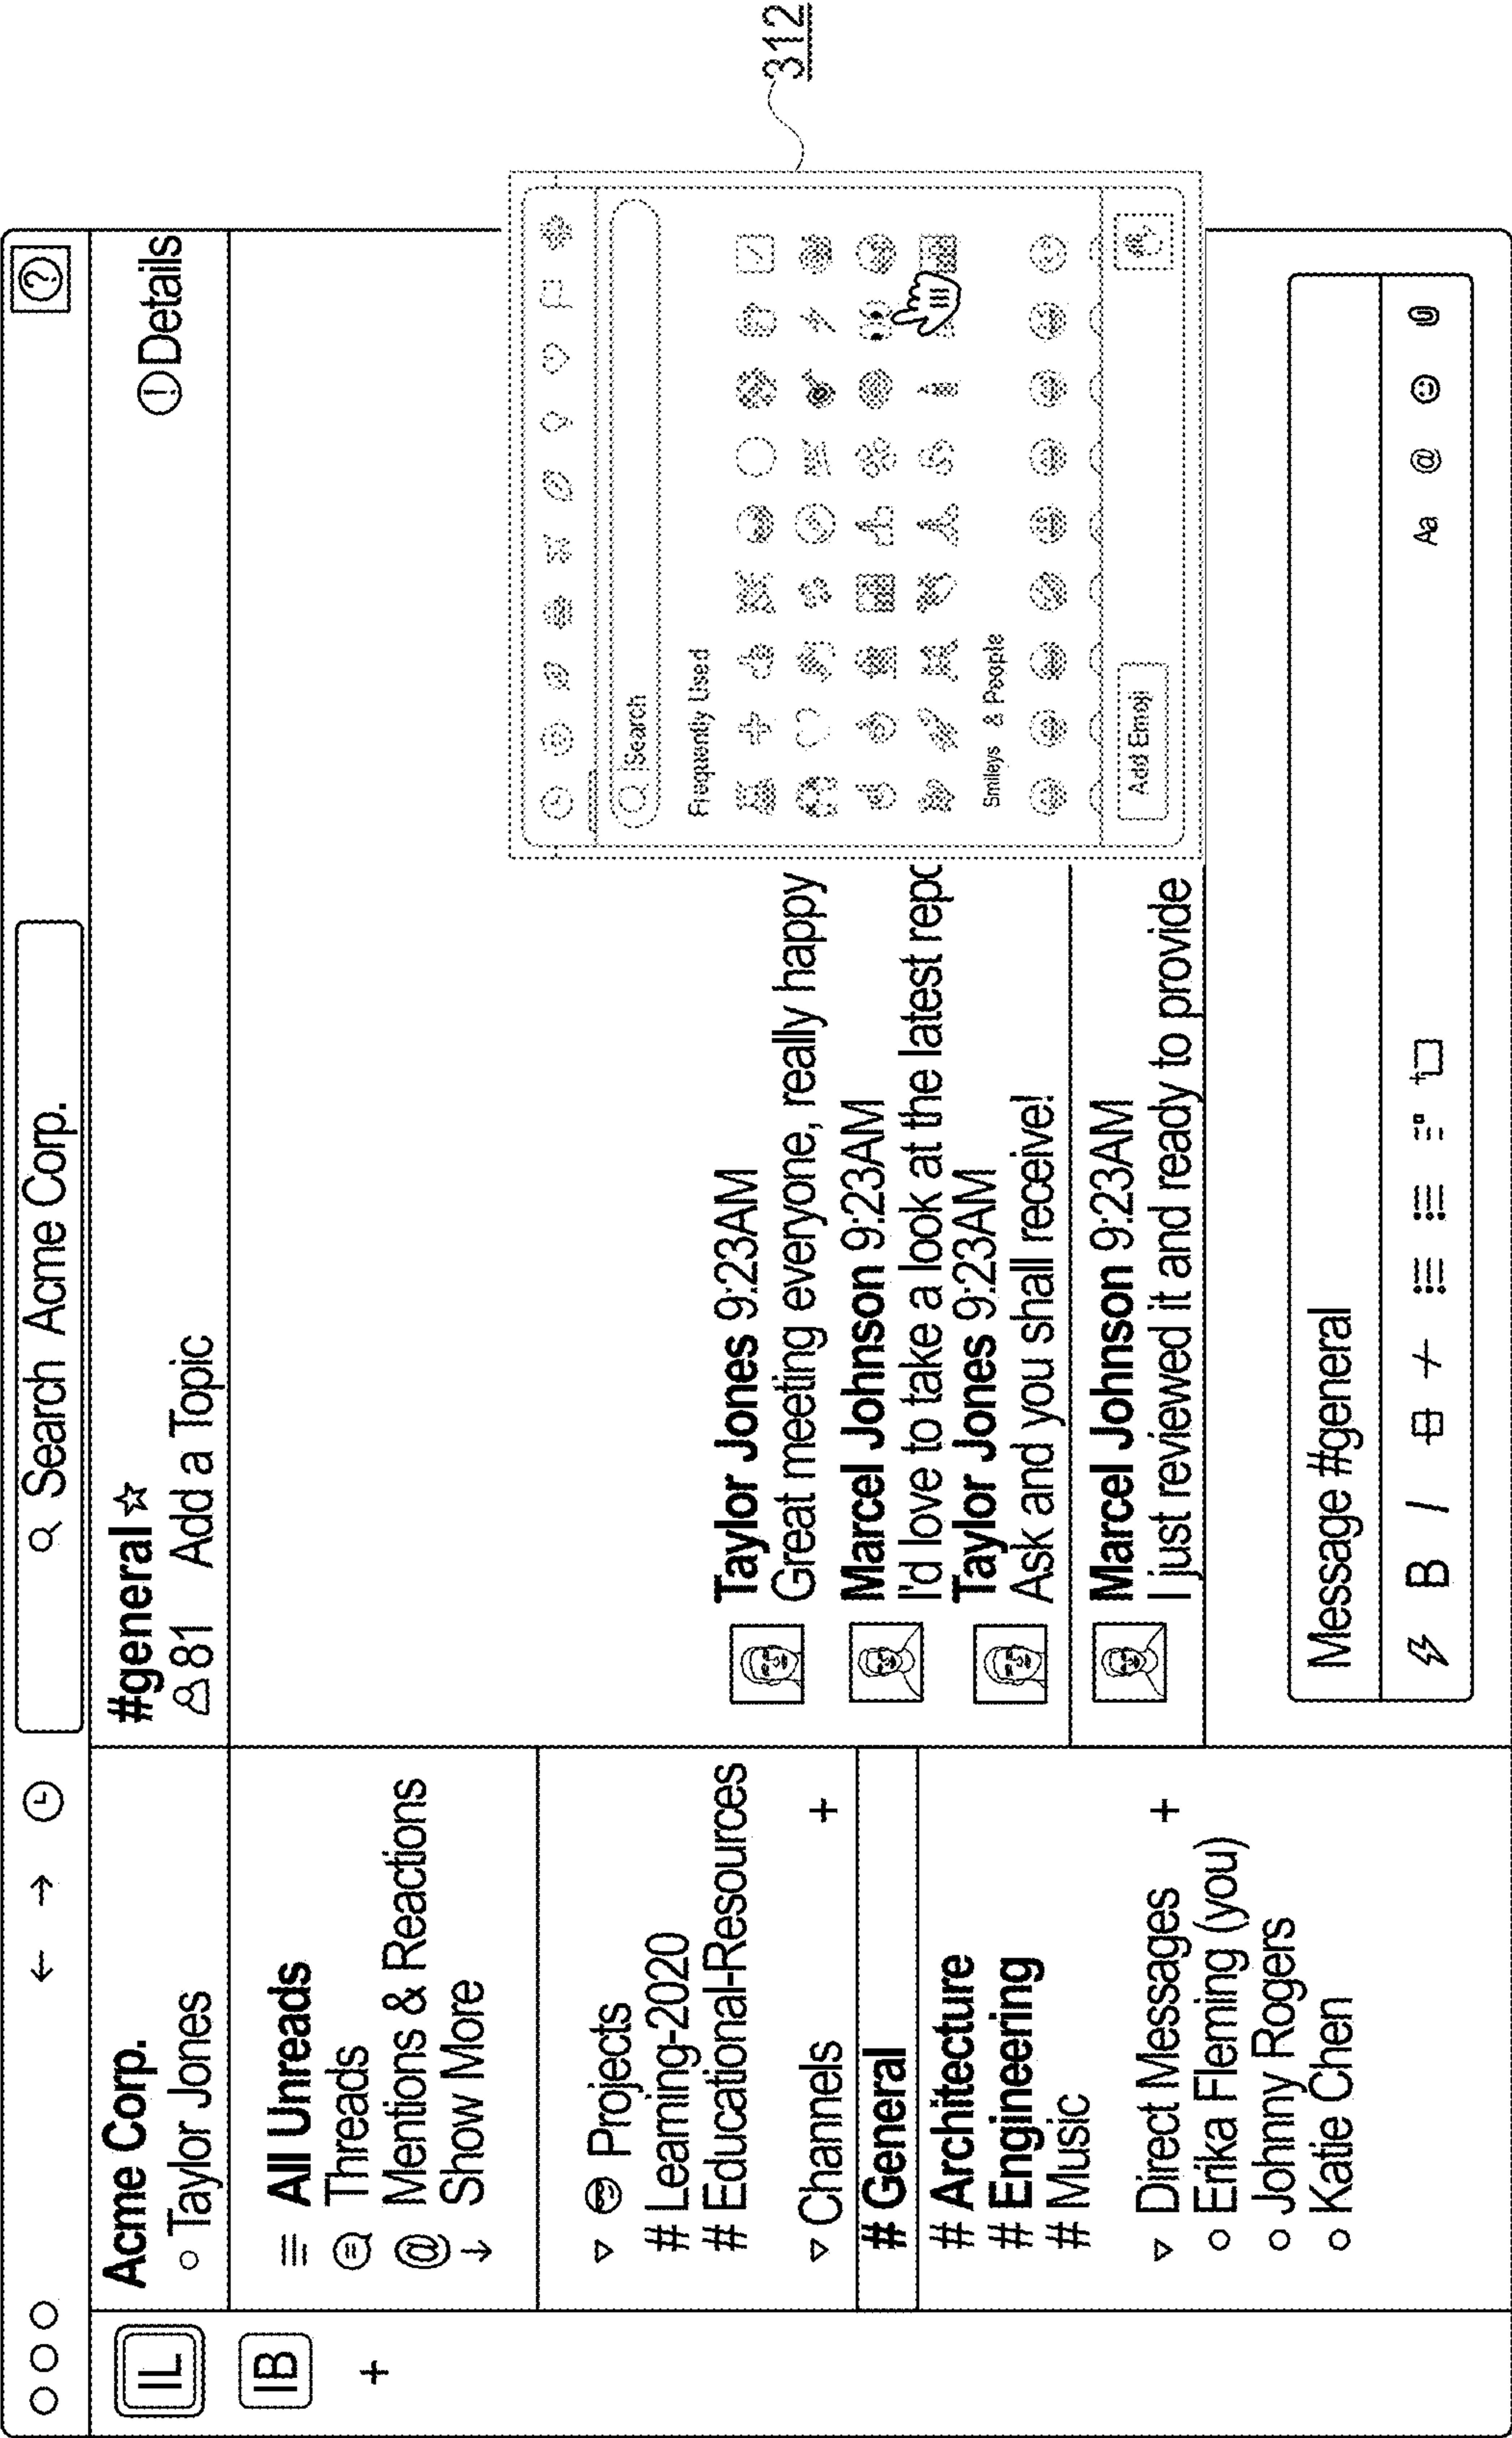 Search Acme Corp.
?
IL
IB
+
Acme Corp.
Taylor Jones
All Unreads
Threads
@ Mentions & Reactions
Show More
Projects
# Learning-2020
# Educational-Resources
Channels +
# General
# Architecture
# Engineering
# Music
Direct Messages +
Erika Fleming (you)
Johnny Rogers
Katie Chen
#general
81 Add a Topic
Details
Taylor Jones 9:23AM
Great meeting everyone, really happy
Marcel Johnson 9:23AM
I'd love to take a look at the latest repo
Taylor Jones 9:23AM
Ask and you shall receive!
Marcel Johnson 9:23AM
I just reviewed it and ready to provide
Search
Frequently Used
Smileys & People
Add Emoji
312
Message #general
B I Aa @